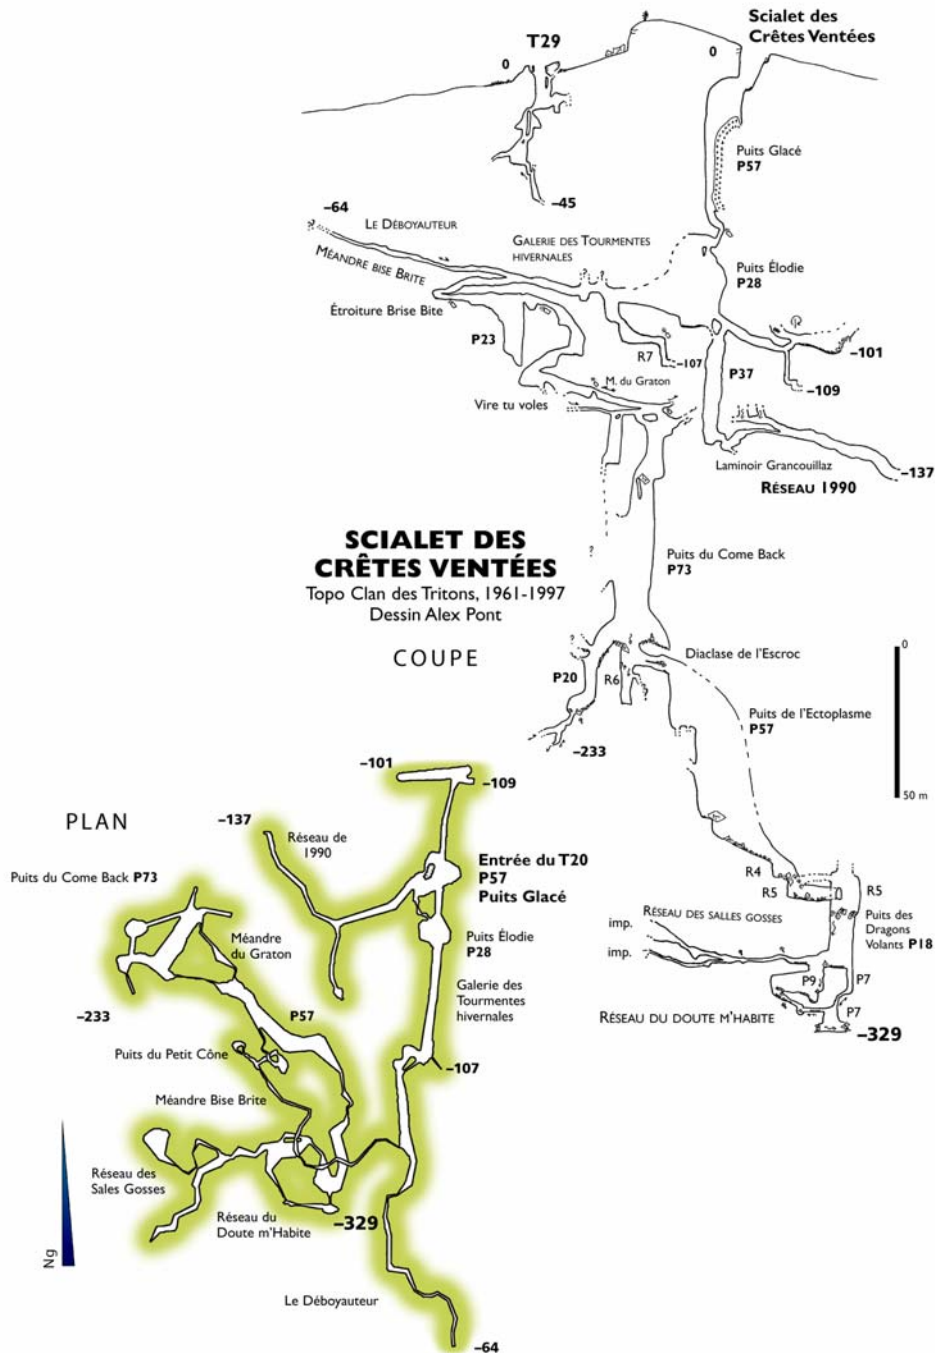 Scialet des
Crêtes Ventées
T29
0
0
Puits Glacé
P57
–45
–64
LE DÉBOYAUTEUR
GALERIE DES TOURMENTES
HIVERNALES
MÉANDRE BISE BRITE
Puits Élodie
P28
Étroiture Brise Bite
P23
R7
–107
P37
–101
–109
M. du Graton
Vire tu voles
Laminoir Grancouillaz
–137
RÉSEAU 1990
SCIALET DES
CRÊTES VENTÉES
Topo Clan des Tritons, 1961-1997
Dessin Alex Pont
COUPE
Puits du Come Back
P73
Diaclase de l'Escroc
P20
R6
Puits de l'Ectoplasme
P57
–233
0
50 m
R4
R5
R5
RÉSEAU DES SALLES GOSSES
Puits des
Dragons
Volants P18
imp.
imp.
P9
P7
P7
RÉSEAU DU DOUTE M'HABITE
–329
PLAN
–101
–109
–137
Réseau de
1990
Entrée du T20
P57
Puits Glacé
Puits du Come Back P73
Méandre
du Graton
Puits Élodie
P28
Galerie des
Tourmentes
hivernales
–233
P57
Puits du Petit Cône
–107
Méandre Bise Brite
Réseau des
Sales Gosses
Réseau du
Doute m'Habite
–329
Ng
Le Déboyauteur
–64